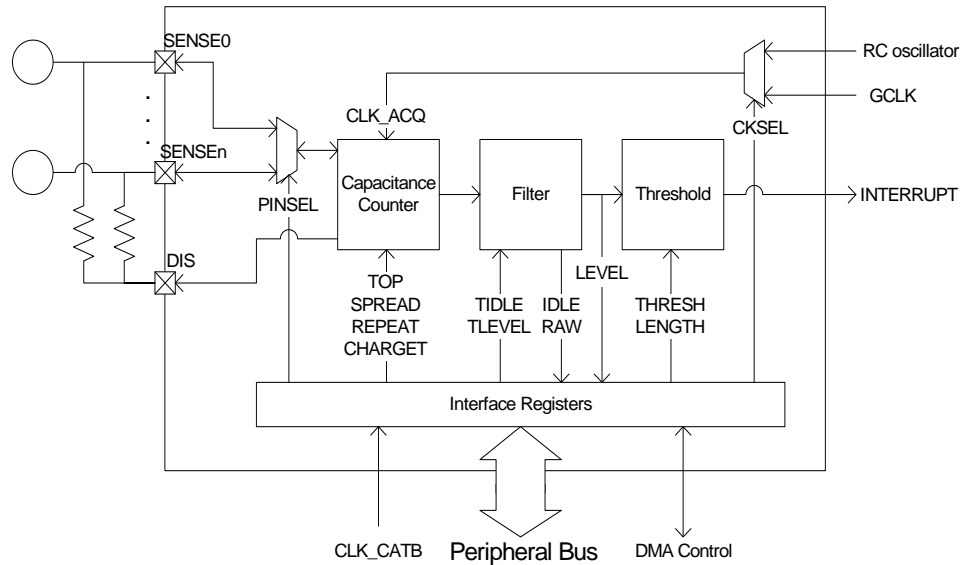 SENSE0
RC oscillator
GCLK
CLK_ACQ
CKSEL
SENSEn
Capacitance
Counter
Filter
Threshold
INTERRUPT
PINSEL
DIS
LEVEL
TOP
SPREAD
REPEAT
CHARGET
TIDLE
TLEVEL
IDLE
RAW
THRESH
LENGTH
Interface Registers
CLK_CATB
Peripheral Bus
DMA Control